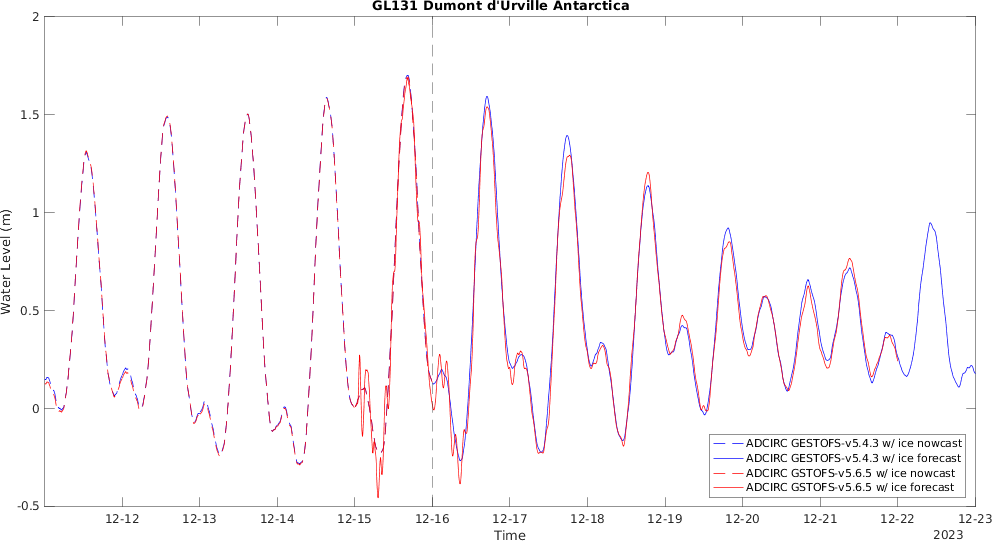 GL131 Dumont d'Urville Antarctica
2
1.5
1
0.5
0
-0.5
Water Level (m)
12-12
12-13
12-14
12-15
12-16
12-17
12-18
12-19
12-20
12-21
12-22
12-23
Time
2023
ADCIRC GESTOFS-v5.4.3 w/ ice nowcast
ADCIRC GESTOFS-v5.4.3 w/ ice forecast
ADCIRC GSTOFS-v5.6.5 w/ ice nowcast
ADCIRC GSTOFS-v5.6.5 w/ ice forecast